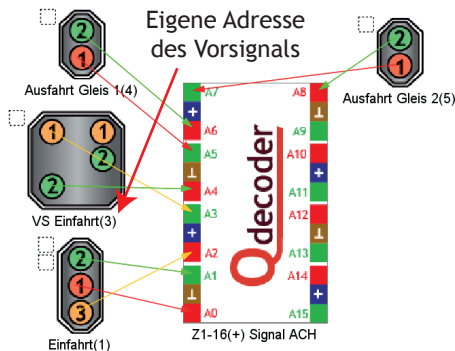 Eigene Adresse
des Vorsignals
2
1
Ausfahrt Gleis 1(4)
2
1
Ausfahrt Gleis 2(5)
1
1
2
2
VS Einfahrt(3)
2
1
3
Einfahrt(1)
A7
+
A6
A5
⊥
A4
A3
+
A2
A1
⊥
A0
Qdecoder
A8
⊥
A9
A10
+
A11
A12
⊥
A13
A14
+
A15
Z1-16(+) Signal ACH